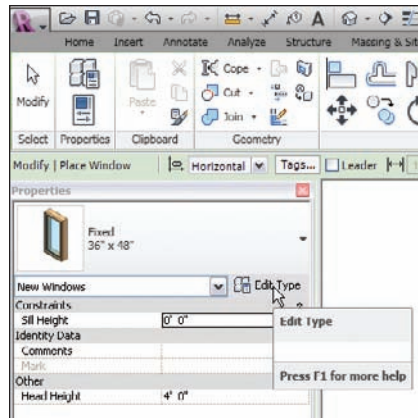 Home Insert Annotate Analyze Structure Massing & Sit
Modify Paste Cope Cut Join
Select Properties Clipboard Geometry
Modify | Place Window Horizontal Tags... Leader
Properties
Fixed
36" x 48"
New Windows Edit Type
Constraints
Sill Height 0' 0"
Identity Data
Comments
Mark
Other
Head Height 4' 0"
Edit Type
Press F1 for more help